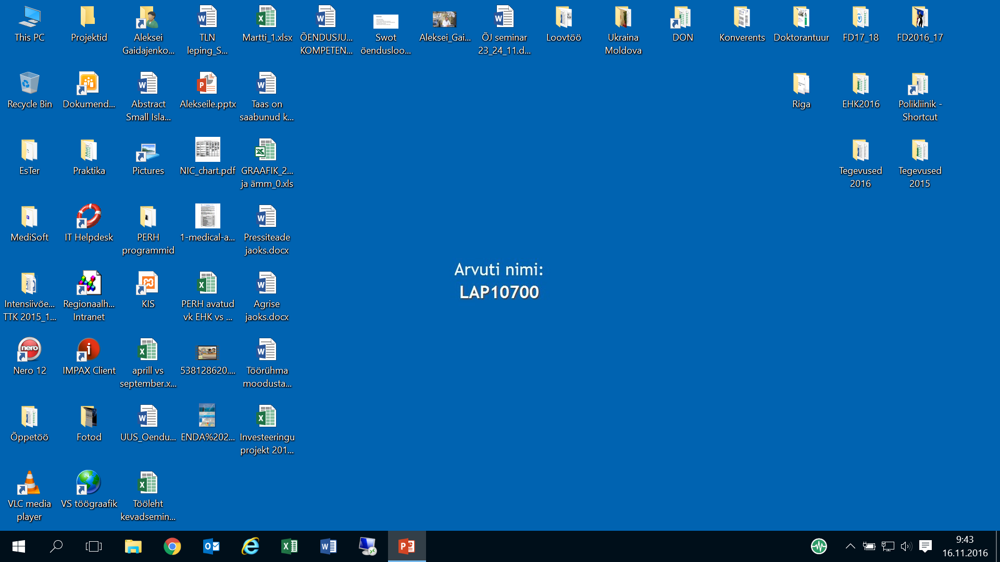 This PC
Projektid
Aleksei
Gaidajenko...
TLN
leping_S...
Martti_1.xlsx
ÕENDUSJU...
KOMPETEN...
Swot
õendusloo...
Aleksei_Gai...
ÕJ seminar
23_24_11.d...
Loovtöö
Ukraina
Moldova
DON
Konverents
Doktorantuur
FD17_18
FD2016_17
Recycle Bin
Dokumend...
Abstract
Small Isla...
Alekseile.pptx
Taas on
saabunud k...
Riga
EHK2016
Polikliinik -
Shortcut
EsTer
Praktika
Pictures
NIC_chart.pdf
GRAAFIK_2...
ja ämm_0.xls
Tegevused
2016
Tegevused
2015
MediSoft
IT Helpdesk
PERH
programmid
1-medical-a...
Pressiteade
jaoks.docx
Arvuti nimi:
LAP10700
Intensiivõe...
TTK 2015_1...
Regionaalh...
Intranet
KIS
PERH avatud
vk EHK vs ...
Agrise
jaoks.docx
nero
Nero 12
IMPAX Client
aprill vs
september.x...
538128620....
Töörühma
moodusta...
Õppetöö
Fotod
UUS_Oendu...
ENDA%202...
Investeeringu
projekt 201...
VLC media
player
VS töögraafik
Tööleht
kevadsemin...
9:43
16.11.2016